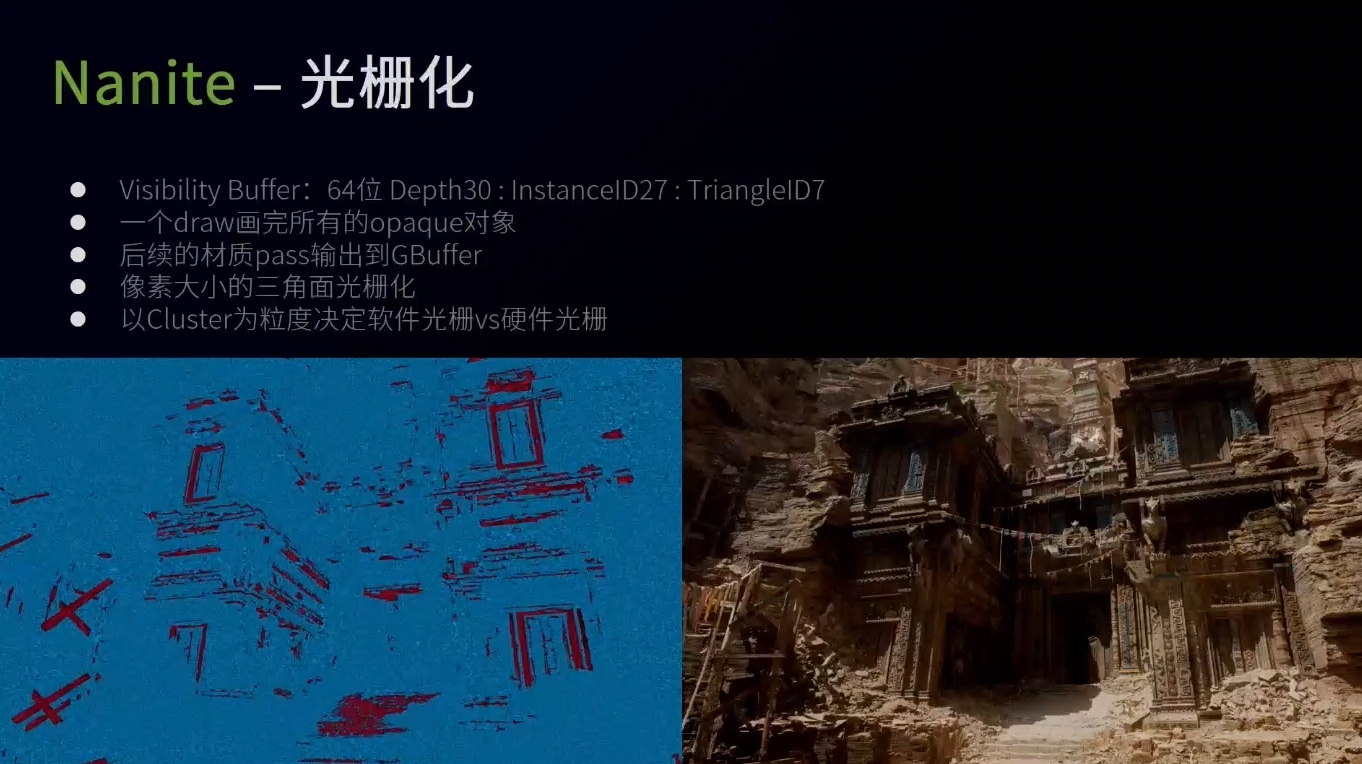 Nanite – 光栅化
● Visibility Buffer：64位 Depth30 : InstanceID27 : TriangleID7
● 一个draw画完所有的opaque对象
● 后续的材质pass输出到GBuffer
● 像素大小的三角面光栅化
● 以Cluster为粒度决定软件光栅vs硬件光栅